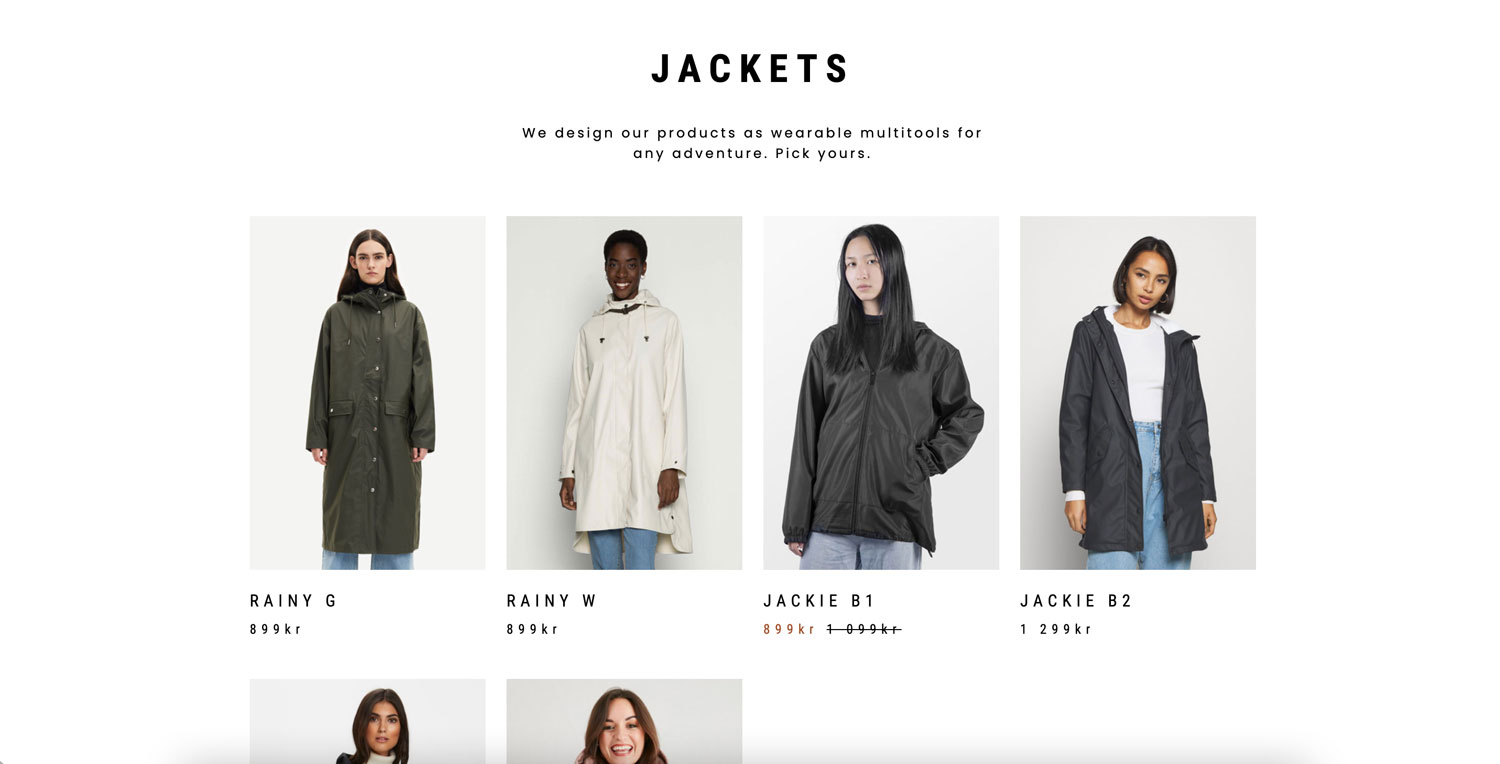 JACKETS
We design our products as wearable multitools for
any adventure. Pick yours.
RAINY G
899kr
RAINY W
899kr
JACKIE B1
899kr 1 099kr
JACKIE B2
1 299kr